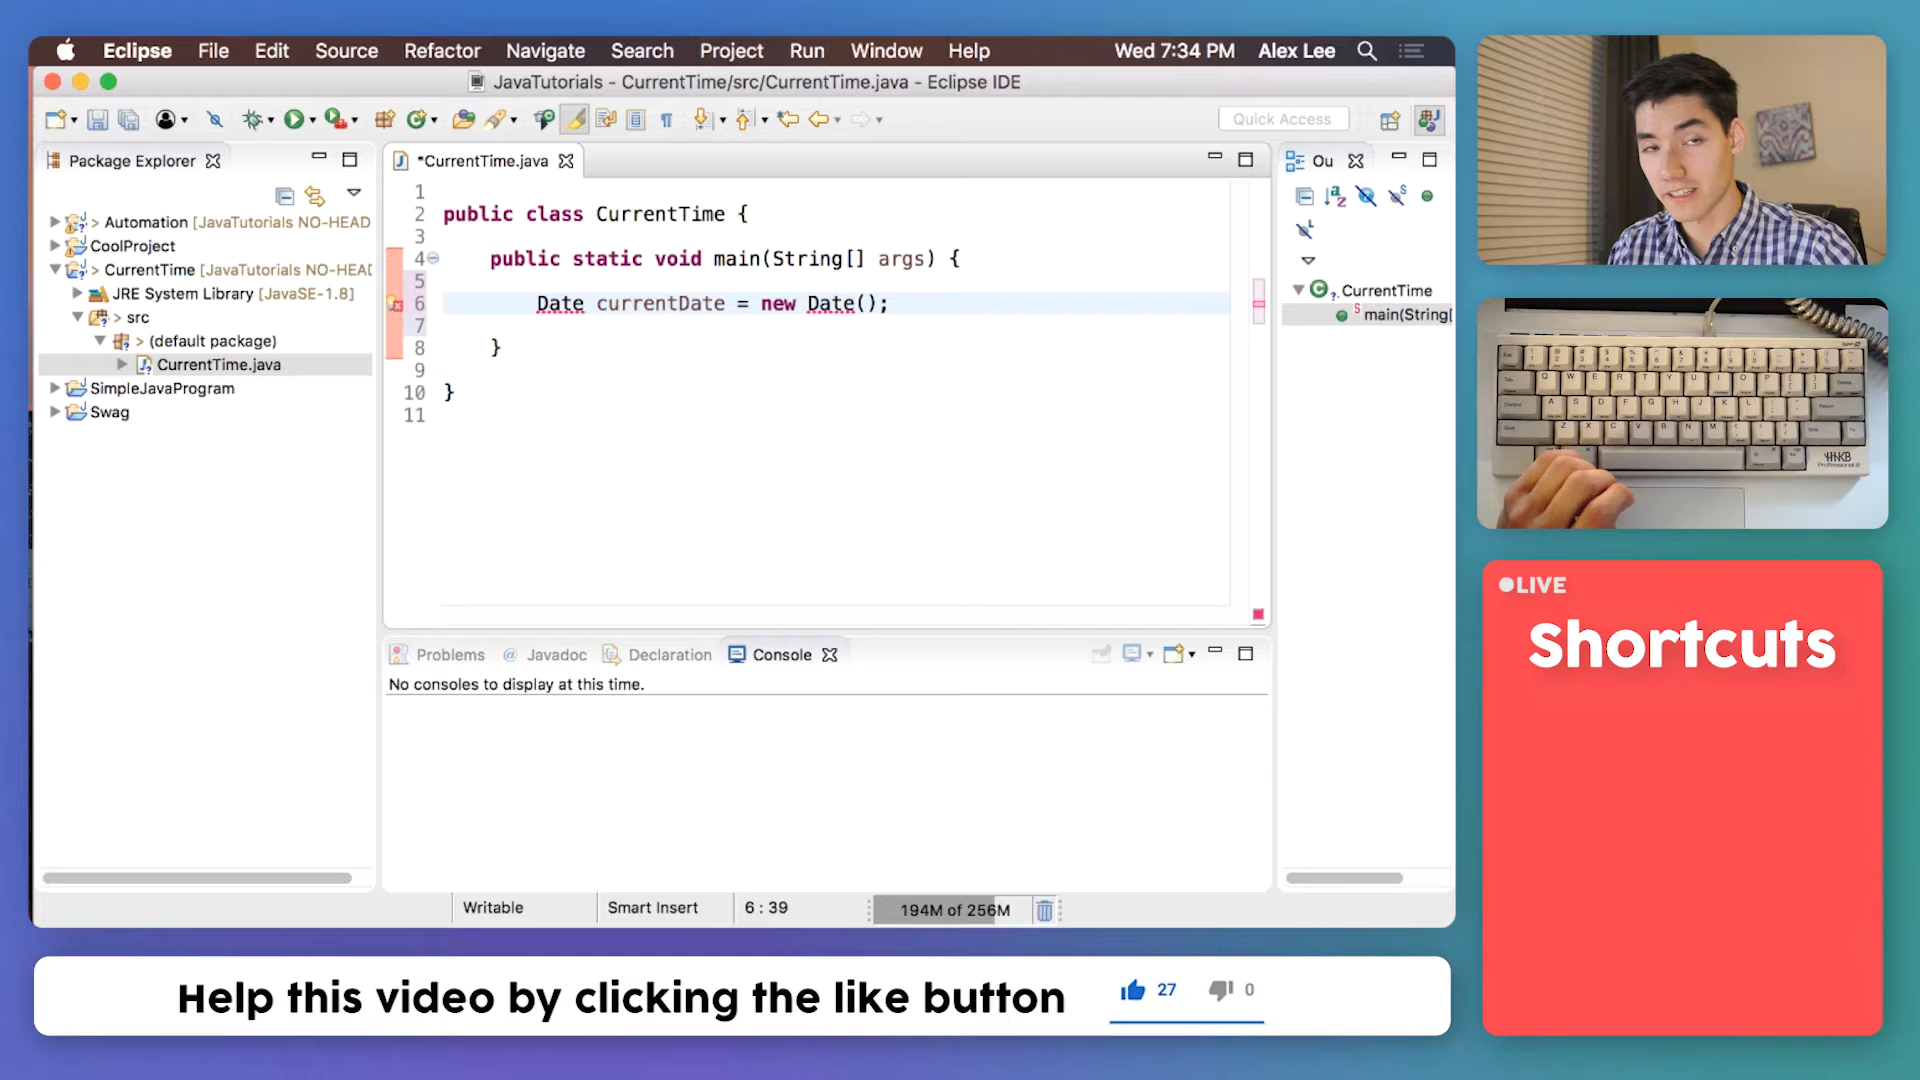 Eclipse File Edit Source Refactor Navigate Search Project Run Window Help Wed 7:34 PM Alex Lee
JavaTutorials - CurrentTime/src/CurrentTime.java - Eclipse IDE
Quick Access
Package Explorer
> Automation [JavaTutorials NO-HEAD
CoolProject
> CurrentTime [JavaTutorials NO-HEAD
JRE System Library [JavaSE-1.8]
> src
> (default package)
CurrentTime.java
SimpleJavaProgram
Swag
*CurrentTime.java
1
2 public class CurrentTime {
3
4 public static void main(String[] args) {
5
6 Date currentDate = new Date();
7
8 }
9
10 }
11
Ou
CurrentTime
main(String[
Problems @ Javadoc Declaration Console
No consoles to display at this time.
Writable Smart Insert 6 : 39 194M of 256M
HHKB
Professional 2
LIVE
Shortcuts
Help this video by clicking the like button 27 0